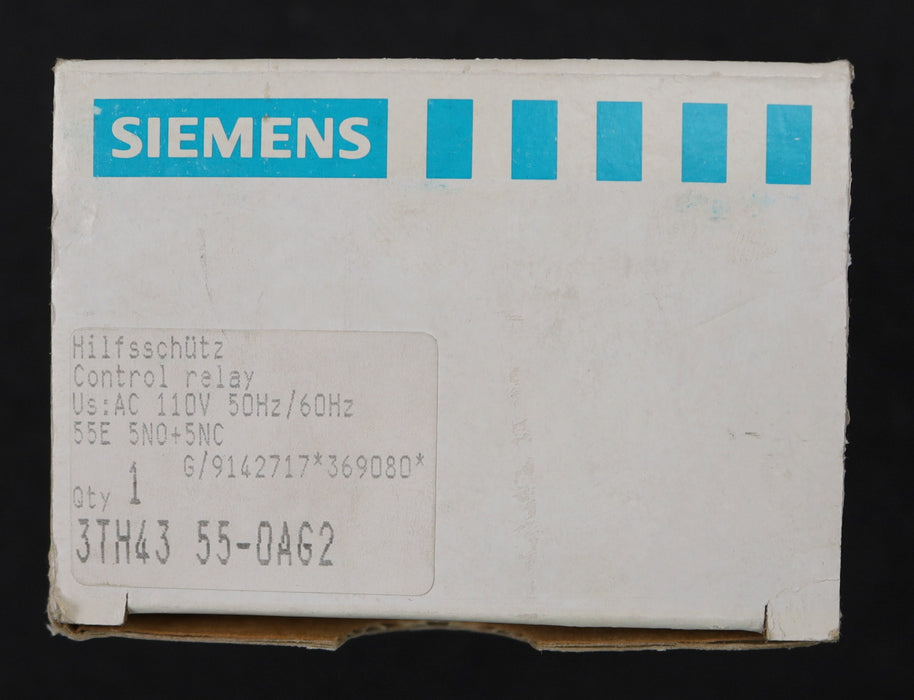 SIEMENS
Hilfsschütz
Control relay
Us:AC 110V 50Hz/60Hz
55E 5NO+5NC
G/9142717*369080*
Qty 1
3TH43 55-0AG2